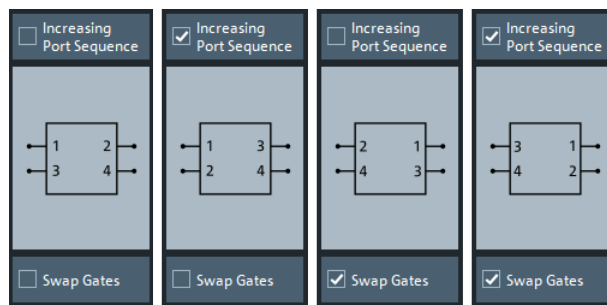 Increasing
Port Sequence
1 2
3 4
Swap Gates
Increasing
Port Sequence
1 3
2 4
Swap Gates
Increasing
Port Sequence
2 1
4 3
Swap Gates
Increasing
Port Sequence
3 1
4 2
Swap Gates